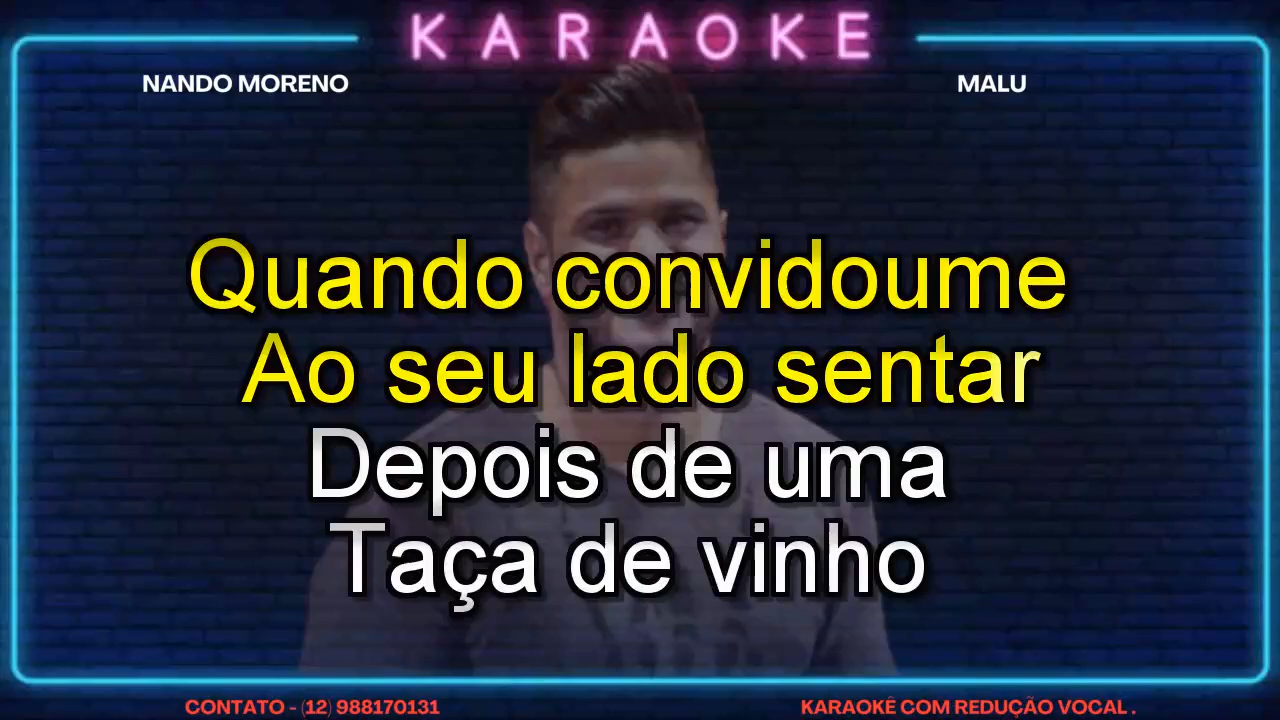 KARAOKE
NANDO MORENO
MALU
Quando convidoume
Ao seu lado sentar
Depois de uma
Taça de vinho
CONTATO - (12) 988170131
KARAOKÊ COM REDUÇÃO VOCAL .